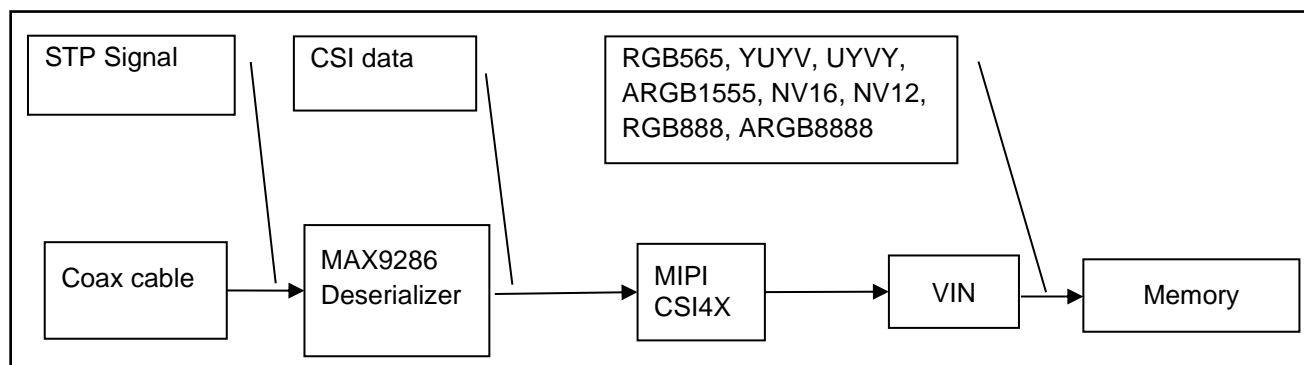 STP Signal
CSI data
RGB565, YUYV, UYVY,
ARGB1555, NV16, NV12,
RGB888, ARGB8888
Coax cable
MAX9286
Deserializer
MIPI
CSI4X
VIN
Memory